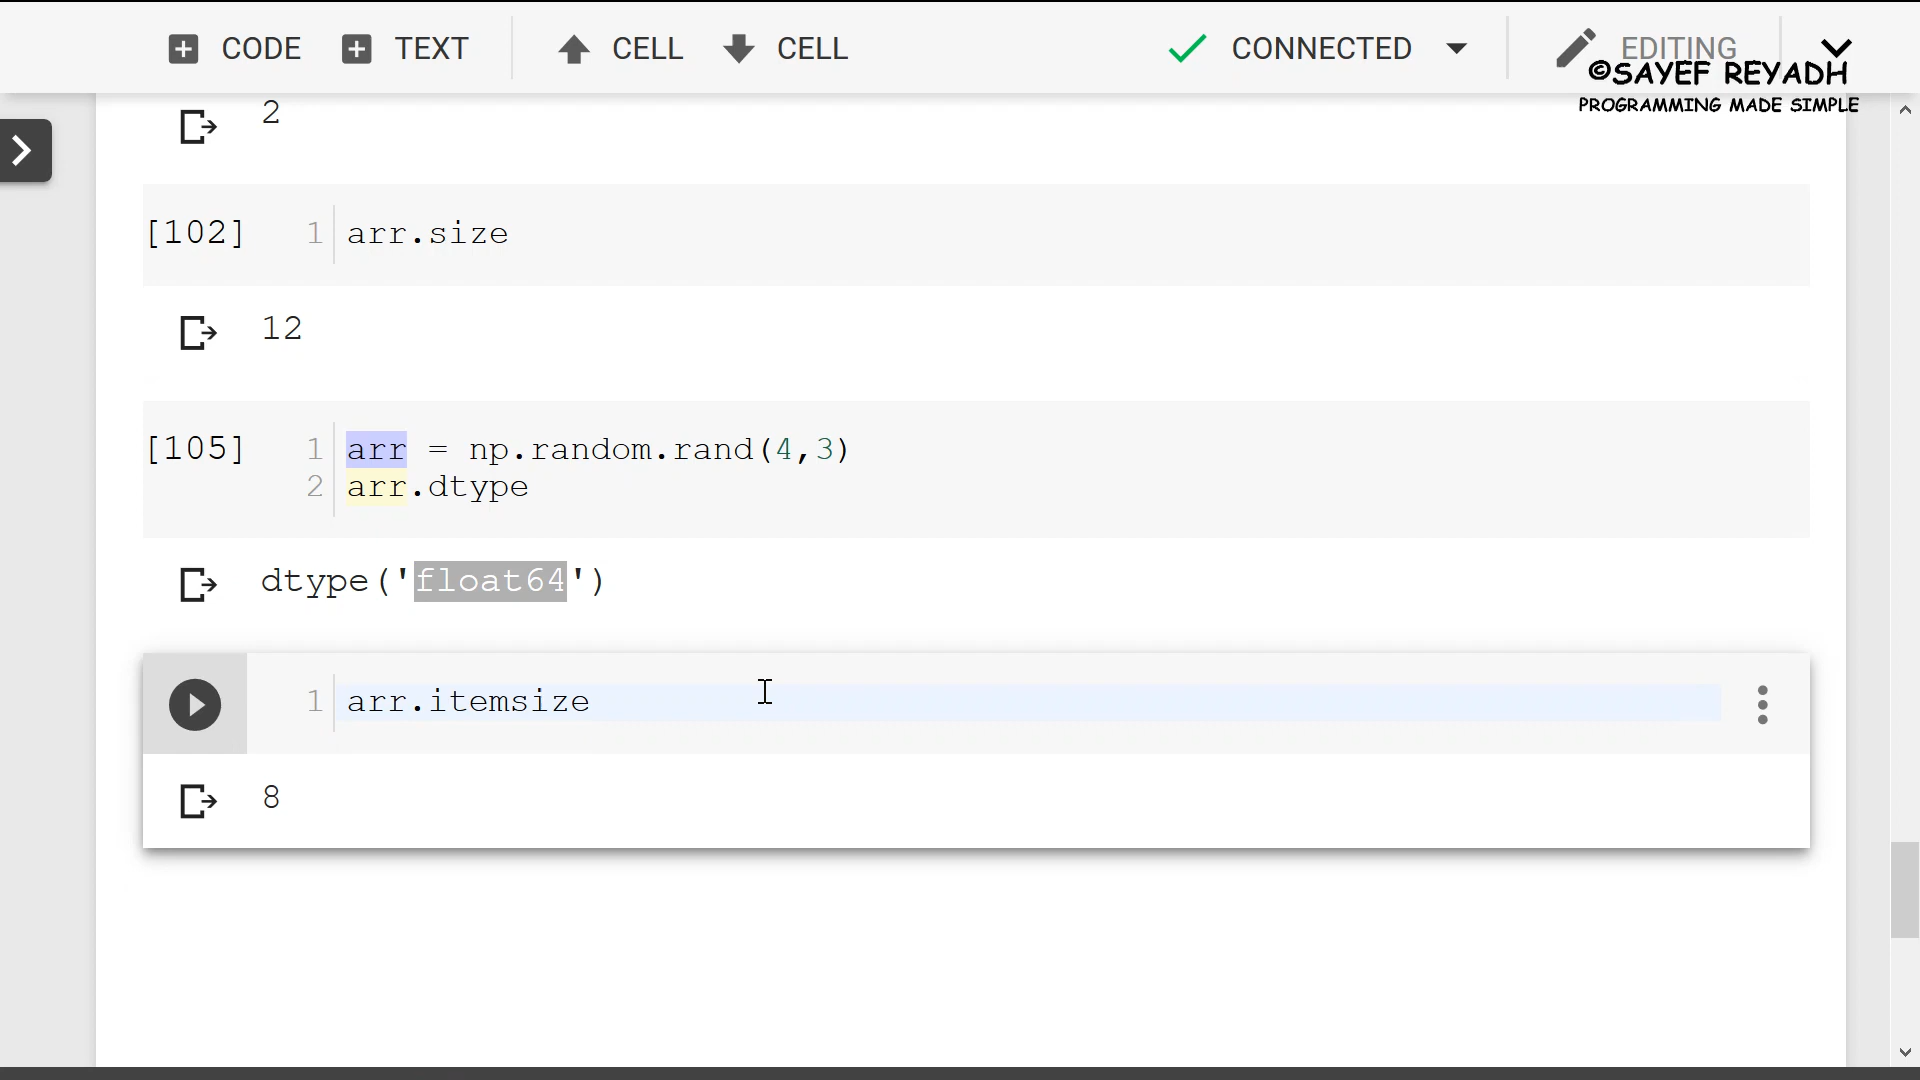 CODE TEXT CELL CELL CONNECTED EDITING
©SAYEF REYADH
PROGRAMMING MADE SIMPLE
2
[102] 1 arr.size
12
[105] 1 arr = np.random.rand(4,3)
2 arr.dtype
dtype('float64')
1 arr.itemsize
8